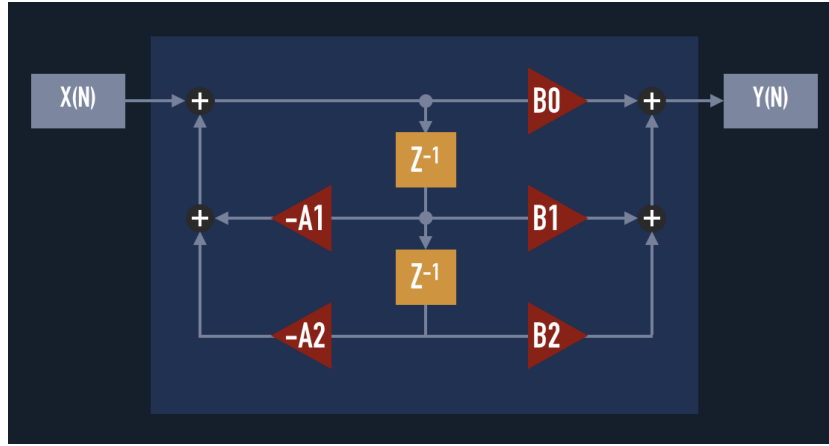 X(N)
+
B0
+
Y(N)
Z-1
+
-A1
B1
+
Z-1
-A2
B2